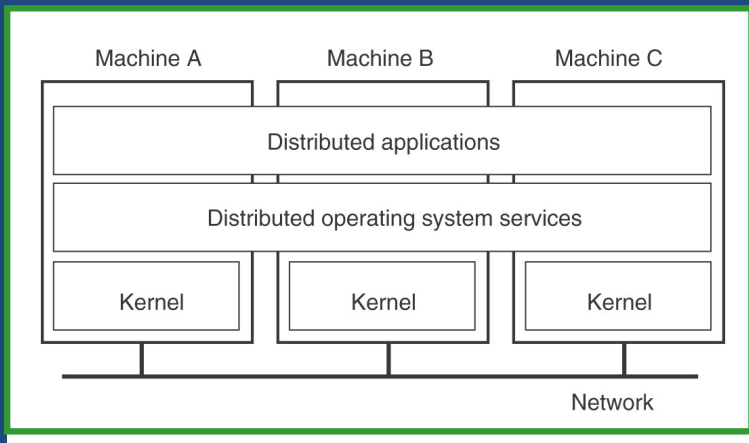 Machine A
Machine B
Machine C
Distributed applications
Distributed operating system services
Kernel
Kernel
Kernel
Network